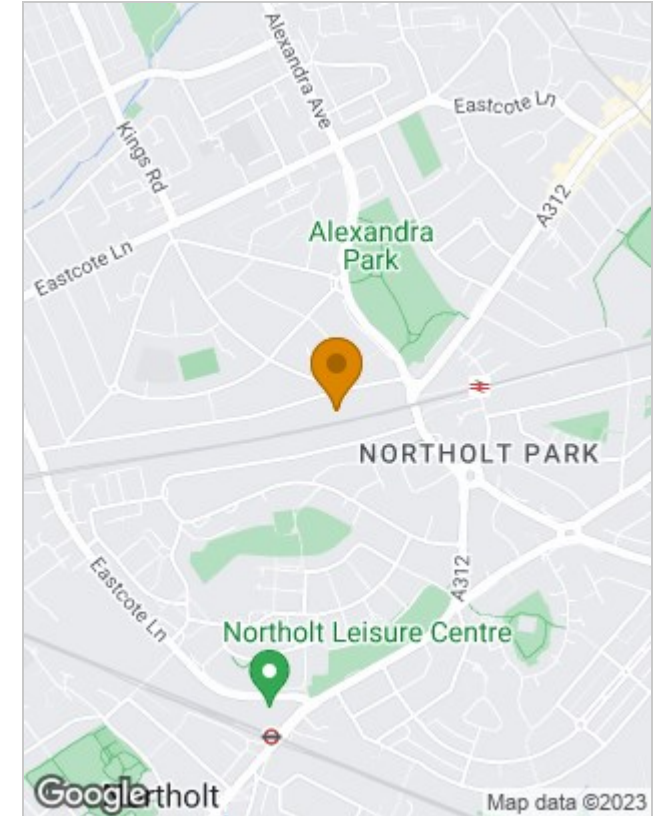 Alexandra Ave
Eastcote Ln
Kings Rd
A312
Alexandra
Park
Eastcote Ln
NORTHOLT PARK
Eastcote Ln
A312
Northolt Leisure Centre
Google
Map data ©2023